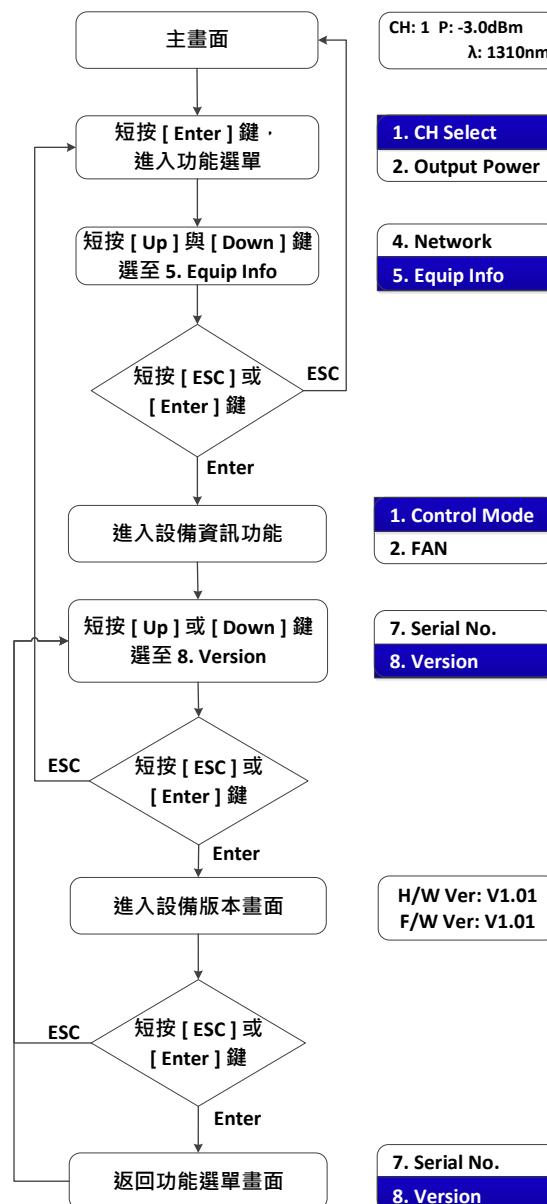 主畫面
CH: 1 P: -3.0dBm
λ: 1310nm
短按 [ Enter ] 鍵，
進入功能選單
1. CH Select
2. Output Power
短按 [ Up ] 與 [ Down ] 鍵
選至 5. Equip Info
4. Network
5. Equip Info
短按 [ ESC ] 或
[ Enter ] 鍵
ESC
Enter
進入設備資訊功能
1. Control Mode
2. FAN
短按 [ Up ] 或 [ Down ] 鍵
選至 8. Version
7. Serial No.
8. Version
ESC
短按 [ ESC ] 或
[ Enter ] 鍵
Enter
進入設備版本畫面
H/W Ver: V1.01
F/W Ver: V1.01
ESC
短按 [ ESC ] 或
[ Enter ] 鍵
Enter
返回功能選單畫面
7. Serial No.
8. Version